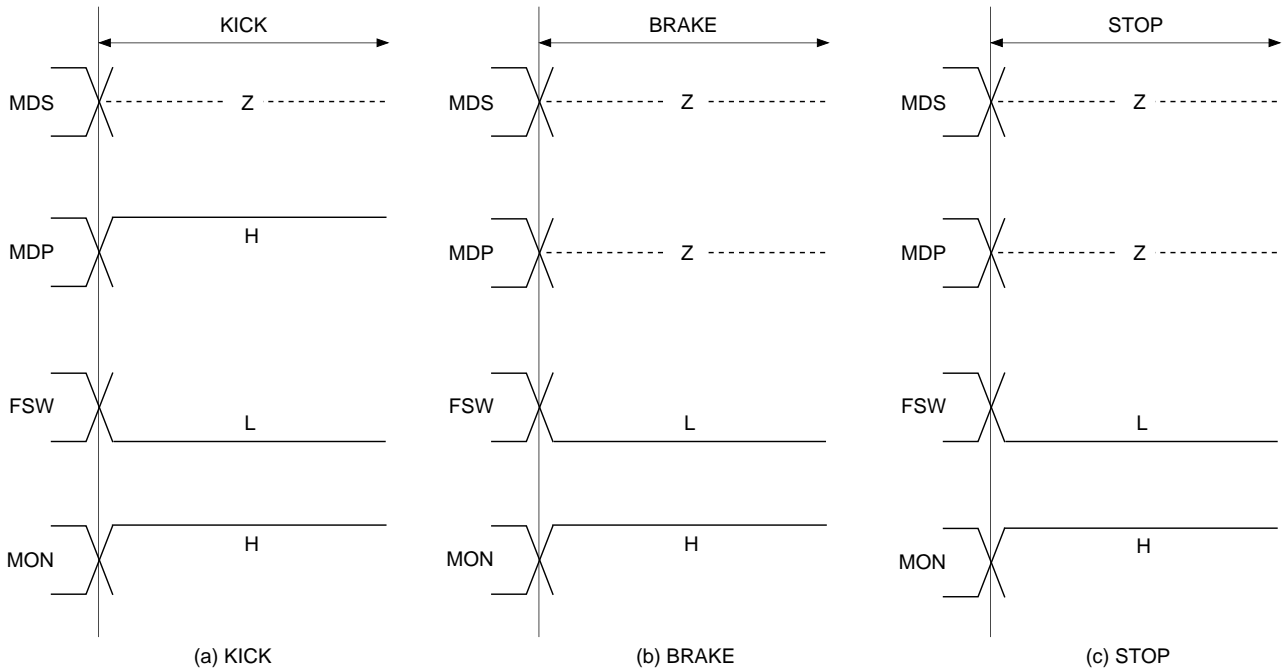 KICK
BRAKE
STOP
MDS
Z
MDS
Z
MDS
Z
MDP
H
MDP
Z
MDP
Z
FSW
L
FSW
L
FSW
L
MON
H
MON
H
MON
H
(a) KICK
(b) BRAKE
(c) STOP